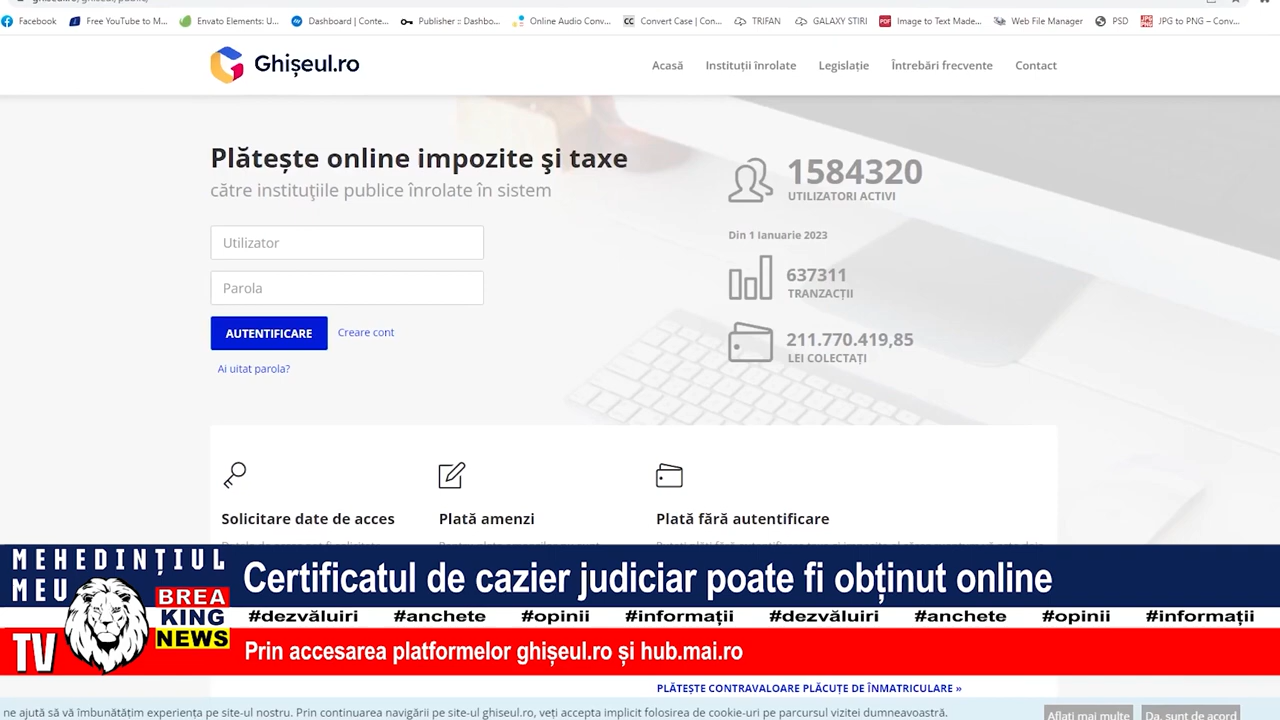 Facebook
Free YouTube to M...
Envato Elements: U...
Dashboard | Conte...
Publisher :: Dashbo...
Online Audio Conv...
Convert Case | Con...
TRIFAN
GALAXY STIRI
Image to Text Made...
Web File Manager
PSD
JPG to PNG – Conv...
Ghișeul.ro
Acasă
Instituții înrolate
Legislație
Întrebări frecvente
Contact
Plătește online impozite şi taxe
către instituţiile publice înrolate în sistem
Utilizator
Parola
AUTENTIFICARE
Creare cont
Ai uitat parola?
1584320
UTILIZATORI ACTIVI
Din 1 Ianuarie 2023
637311
TRANZACȚII
211.770.419,85
LEI COLECTAȚI
Solicitare date de acces
Plată amenzi
Plată fără autentificare
MEHEDINȚIUL
MEU
TV
BREA
KING
NEWS
Certificatul de cazier judiciar poate fi obținut online
#dezvăluiri #anchete #opinii #informații #dezvăluiri #anchete #opinii #informații
Prin accesarea platformelor ghișeul.ro și hub.mai.ro
PLĂTEȘTE CONTRAVALOARE PLĂCUȚE DE ÎNMATRICULARE »
ne ajută să vă îmbunătățim experiența pe site-ul nostru. Prin continuarea navigării pe site-ul ghiseul.ro, veți accepta implicit folosirea de cookie-uri pe parcursul vizitei dumneavoastră.
Aflați mai multe
Da, sunt de acord